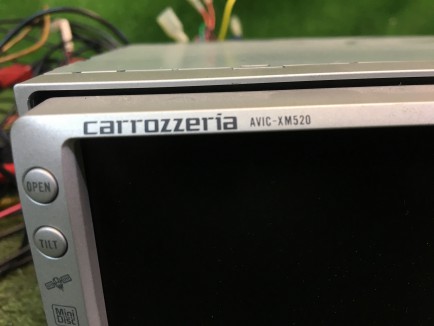 carrozzeria AVIC-XM520
OPEN
TILT
Mini
Disc